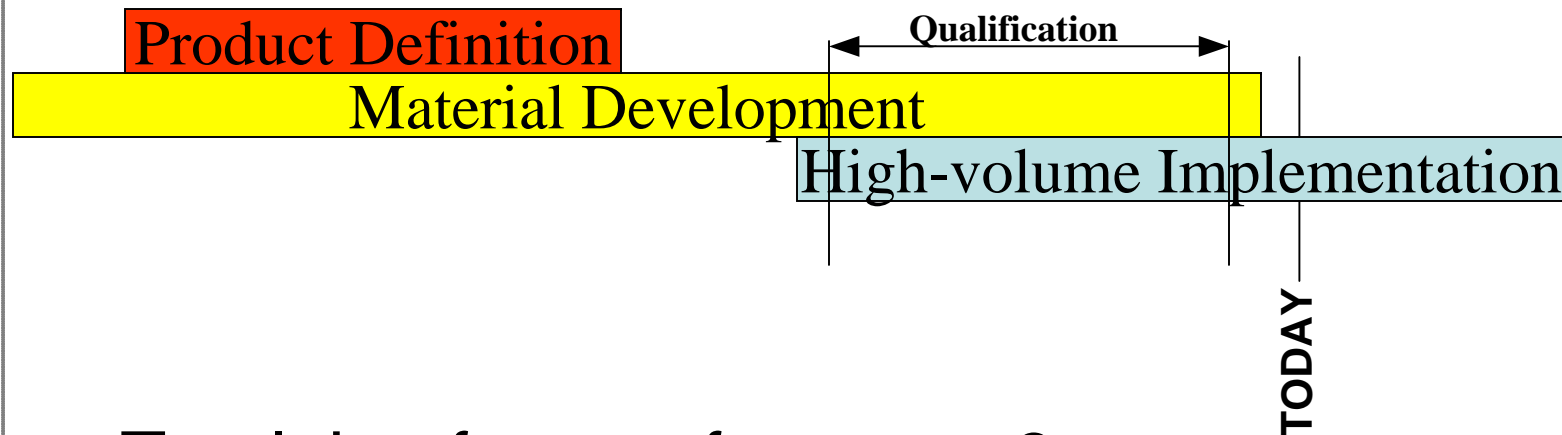 Product Definition
Qualification
Material Development
High-volume Implementation
TODAY